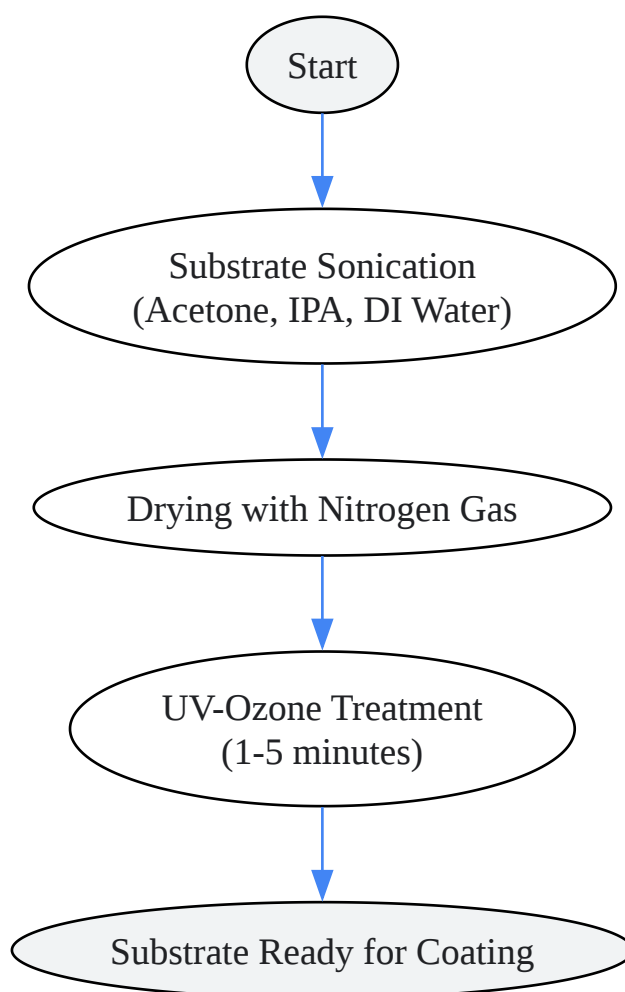 Start
Substrate Sonication
(Acetone, IPA, DI Water)
Drying with Nitrogen Gas
UV-Ozone Treatment
(1-5 minutes)
Substrate Ready for Coating